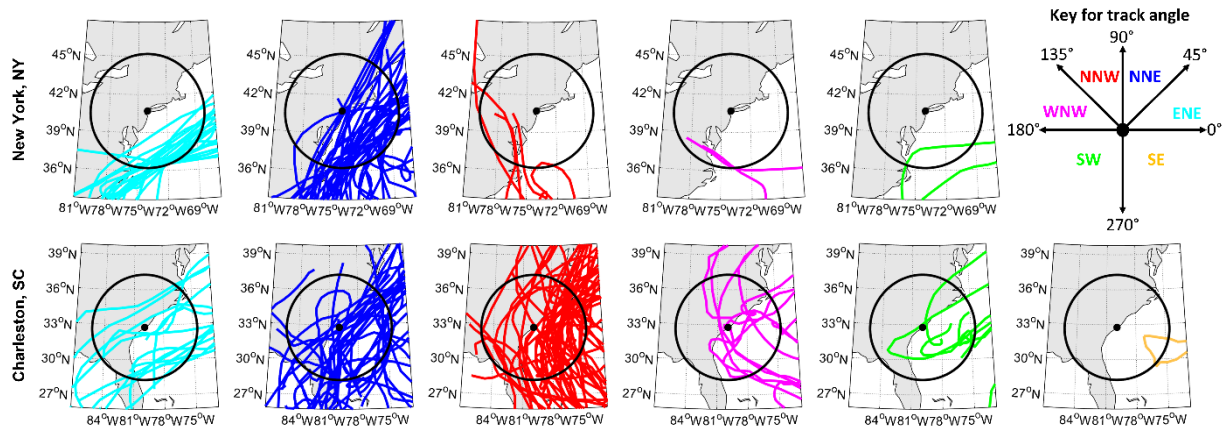 New York, NY
45°N
42°N
39°N
36°N
81°W78°W75°W72°W69°W
45°N
42°N
39°N
36°N
81°W78°W75°W72°W69°W
45°N
42°N
39°N
36°N
81°W78°W75°W72°W69°W
45°N
42°N
39°N
36°N
81°W78°W75°W72°W69°W
45°N
42°N
39°N
36°N
81°W78°W75°W72°W69°W
Key for track angle
90°
135°
45°
NNW
NNE
WNW
ENE
180°
0°
SW
SE
270°
Charleston, SC
39°N
36°N
33°N
30°N
27°N
84°W81°W78°W75°W
39°N
36°N
33°N
30°N
27°N
84°W81°W78°W75°W
39°N
36°N
33°N
30°N
27°N
84°W81°W78°W75°W
39°N
36°N
33°N
30°N
27°N
84°W81°W78°W75°W
39°N
36°N
33°N
30°N
27°N
84°W81°W78°W75°W
39°N
36°N
33°N
30°N
27°N
84°W81°W78°W75°W